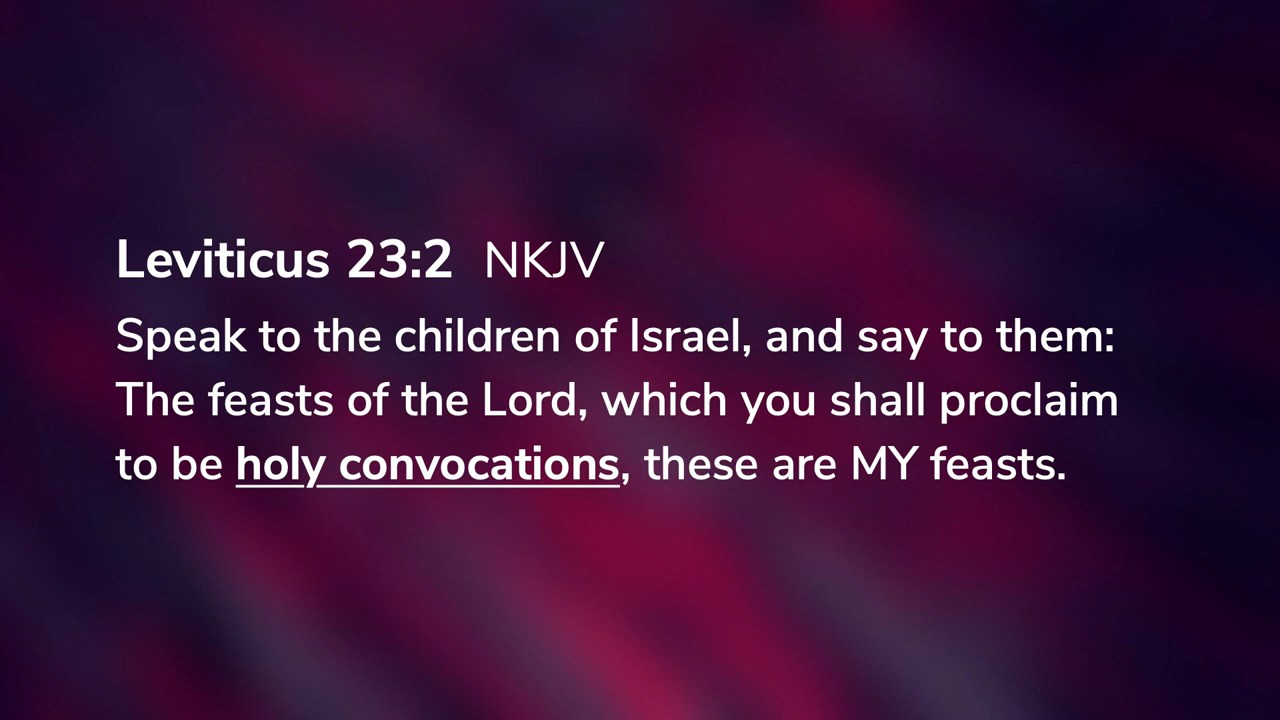 Leviticus 23:2 NKJV
Speak to the children of Israel, and say to them:
The feasts of the Lord, which you shall proclaim
to be holy convocations, these are MY feasts.